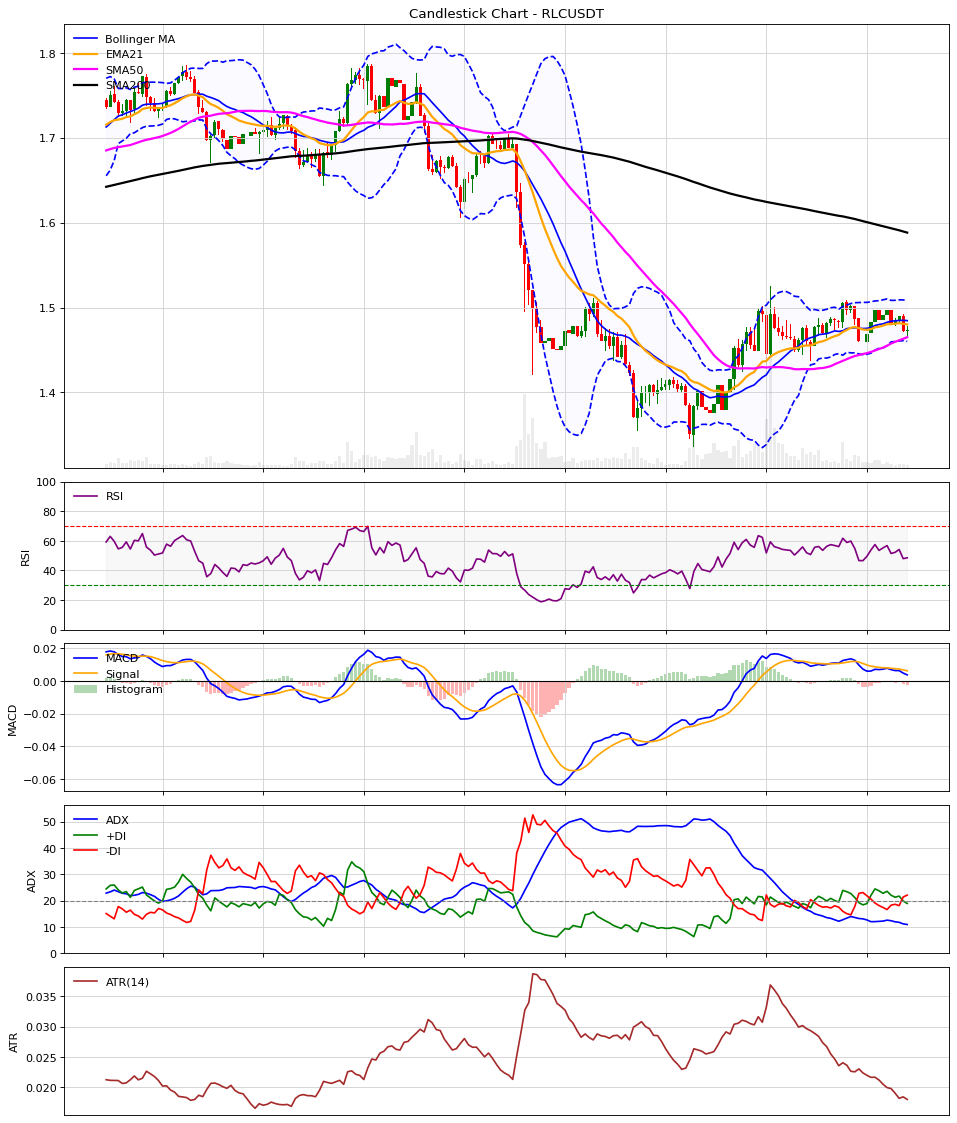 Candlestick Chart - RLCUSDT
Bollinger MA
EMA21
SMA50
SMA200
1.8
1.7
1.6
1.5
1.4
RSI
RSI
100
80
60
40
20
0
MACD
Signal
Histogram
MACD
0.02
0.00
−0.02
−0.04
−0.06
ADX
+DI
-DI
ADX
50
40
30
20
10
0
ATR(14)
ATR
0.035
0.030
0.025
0.020